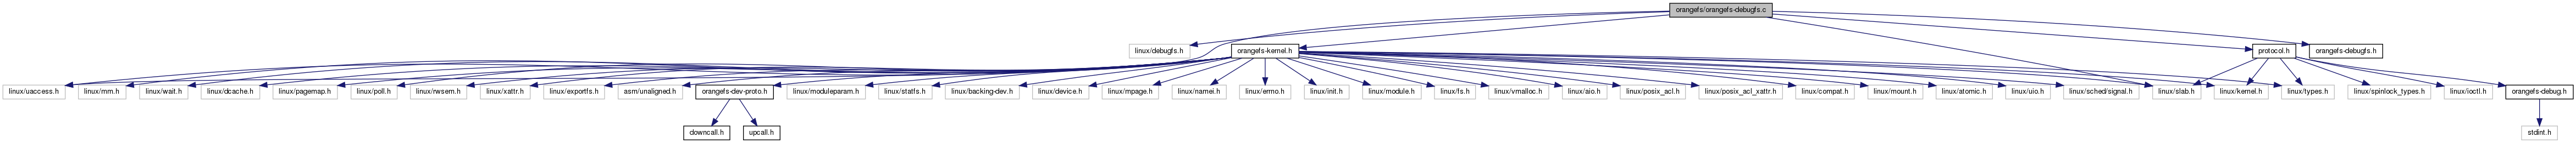 orangefs/orangefs-debugfs.c
linux/debugfs.h
orangefs-kernel.h
protocol.h
orangefs-debugfs.h
linux/uaccess.h
linux/mm.h
linux/wait.h
linux/dcache.h
linux/pagemap.h
linux/poll.h
linux/rwsem.h
linux/xattr.h
linux/exportfs.h
asm/unaligned.h
orangefs-dev-proto.h
linux/moduleparam.h
linux/statfs.h
linux/backing-dev.h
linux/device.h
linux/mpage.h
linux/namei.h
linux/errno.h
linux/init.h
linux/module.h
linux/fs.h
linux/vmalloc.h
linux/aio.h
linux/posix_acl.h
linux/posix_acl_xattr.h
linux/compat.h
linux/mount.h
linux/atomic.h
linux/uio.h
linux/sched/signal.h
linux/slab.h
linux/kernel.h
linux/types.h
linux/spinlock_types.h
linux/ioctl.h
orangefs-debug.h
downcall.h
upcall.h
stdint.h